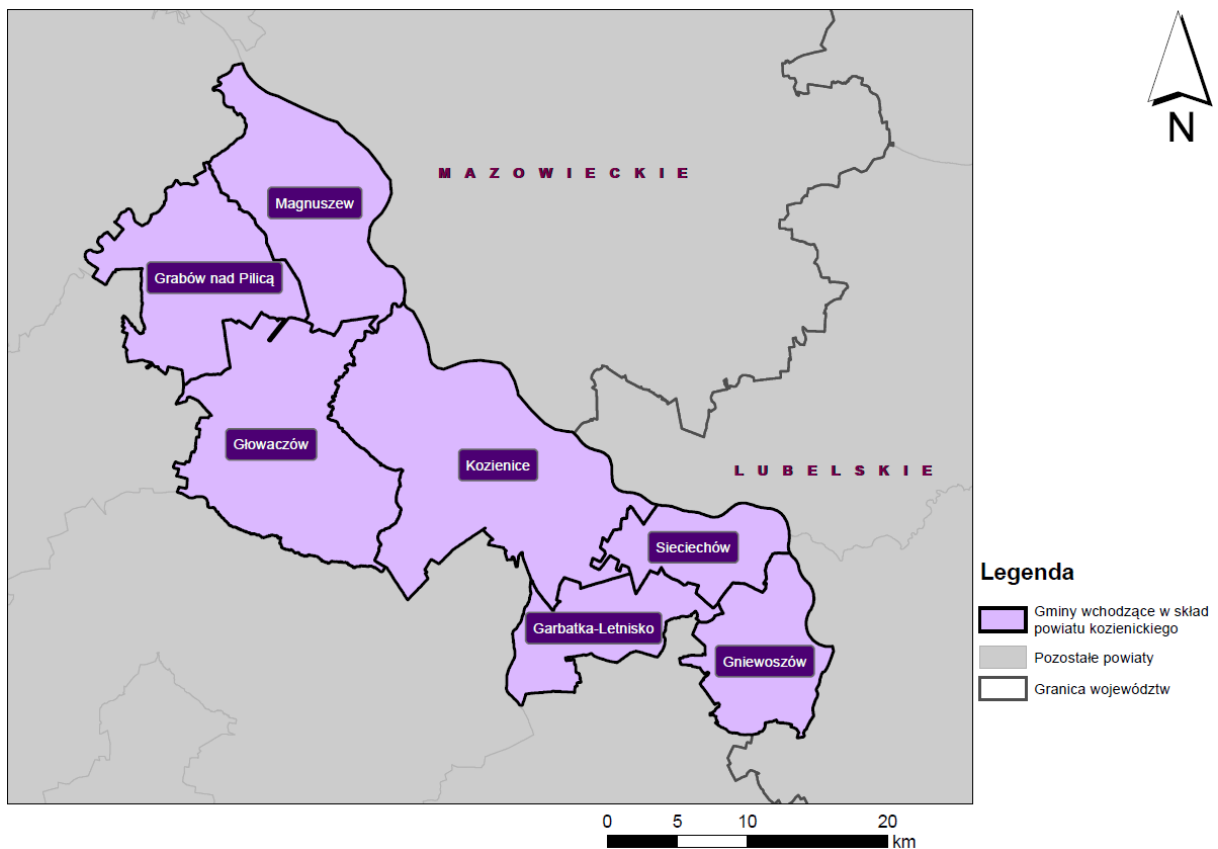 N
MAZOWIECKIE
Magnuszew
Grabów nad Pilicą
Głowaczów
Kozienice
LUBELSKIE
Sieciechów
Garbatka-Letnisko
Gniewoszów
Legenda
Gminy wchodzące w skład
powiatu kozienickiego
Pozostałe powiaty
Granica województw
0 5 10 20
km